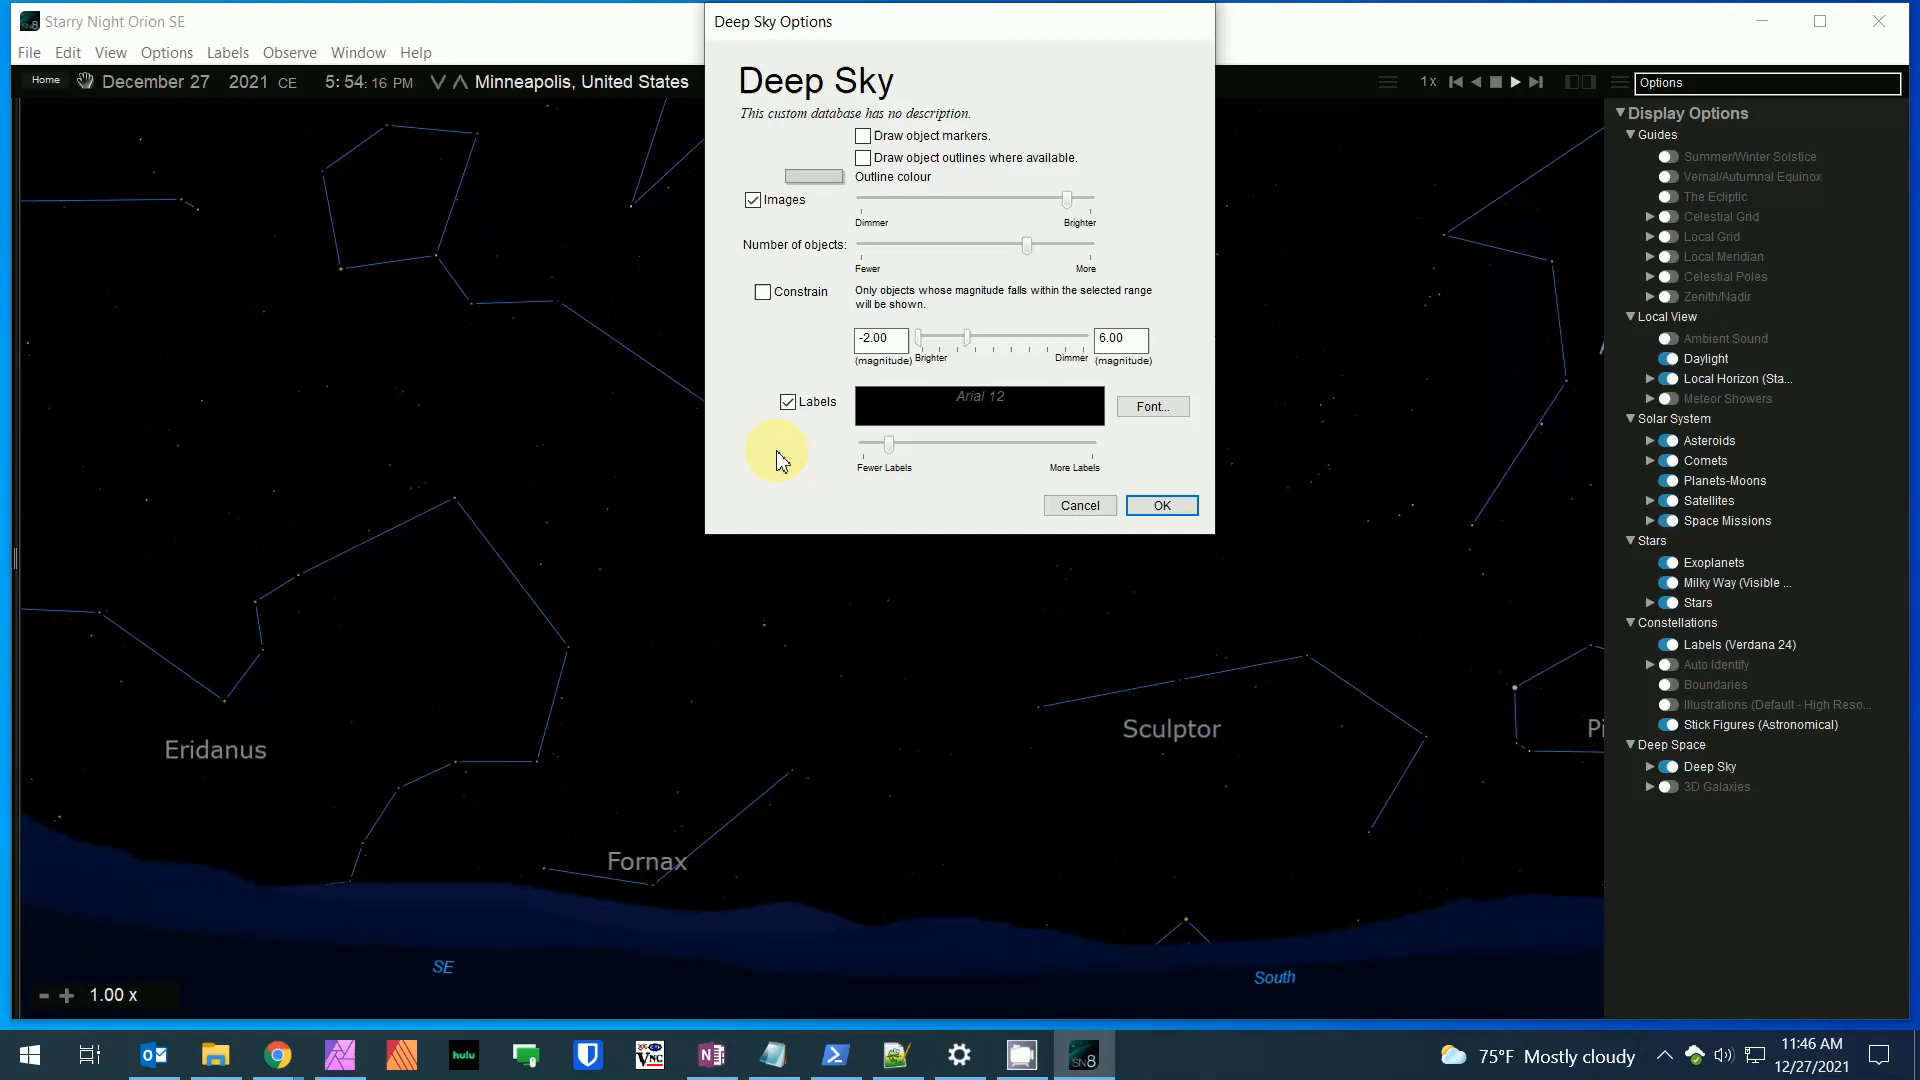 Starry Night Orion SE
File Edit View Options Labels Observe Window Help
Home December 27 2021 CE 5:54:16 PM Minneapolis, United States
1x
Options
Deep Sky Options
Deep Sky
This custom database has no description.
Draw object markers.
Draw object outlines where available.
Outline colour
Images
Dimmer Brighter
Number of objects:
Fewer More
Constrain
Only objects whose magnitude falls within the selected range
will be shown.
-2.00 6.00
(magnitude) Brighter Dimmer (magnitude)
Labels
Arial 12
Font...
Fewer Labels More Labels
Cancel OK
Display Options
Guides
Summer/Winter Solstice
Vernal/Autumnal Equinox
The Ecliptic
Celestial Grid
Local Grid
Local Meridian
Celestial Poles
Zenith/Nadir
Local View
Ambient Sound
Daylight
Local Horizon (Sta...
Meteor Showers
Solar System
Asteroids
Comets
Planets-Moons
Satellites
Space Missions
Stars
Exoplanets
Milky Way (Visible ...
Stars
Constellations
Labels (Verdana 24)
Auto Identify
Boundaries
Illustrations (Default - High Reso...
Stick Figures (Astronomical)
Deep Space
Deep Sky
3D Galaxies
Eridanus
Fornax
Sculptor
Pi
SE
South
1.00 x
hulu
VNC
SN8
75°F Mostly cloudy
11:46 AM
12/27/2021